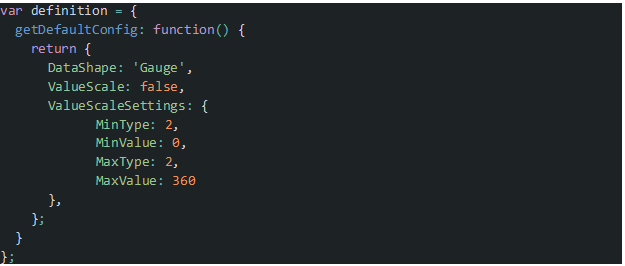 var definition = {
  getDefaultConfig: function() {
    return {
      DataShape: 'Gauge',
      ValueScale: false,
      ValueScaleSettings: {
            MinType: 2,
            MinValue: 0,
            MaxType: 2,
            MaxValue: 360
      },
    };
  }
};